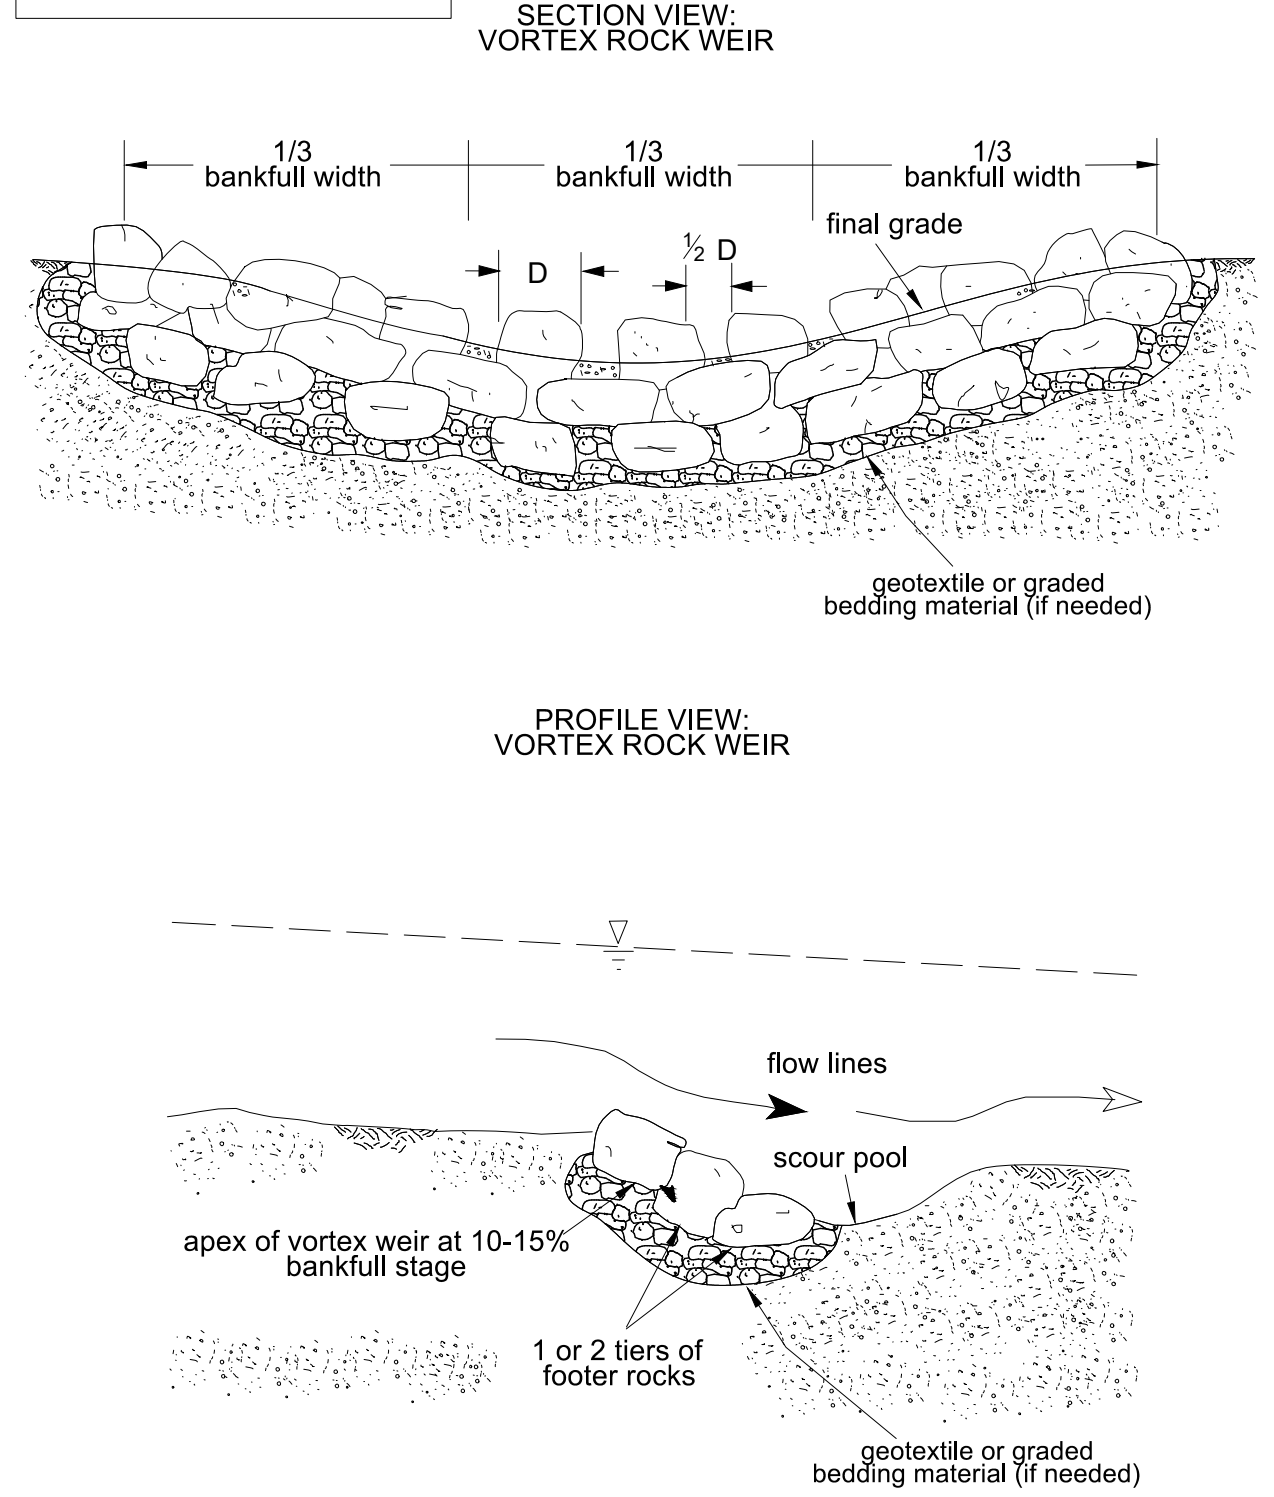 SECTION VIEW:
VORTEX ROCK WEIR
1/3
bankfull width
1/3
bankfull width
1/3
bankfull width
final grade
D
½ D
geotextile or graded
bedding material (if needed)
PROFILE VIEW:
VORTEX ROCK WEIR
flow lines
scour pool
apex of vortex weir at 10-15%
bankfull stage
1 or 2 tiers of
footer rocks
geotextile or graded
bedding material (if needed)